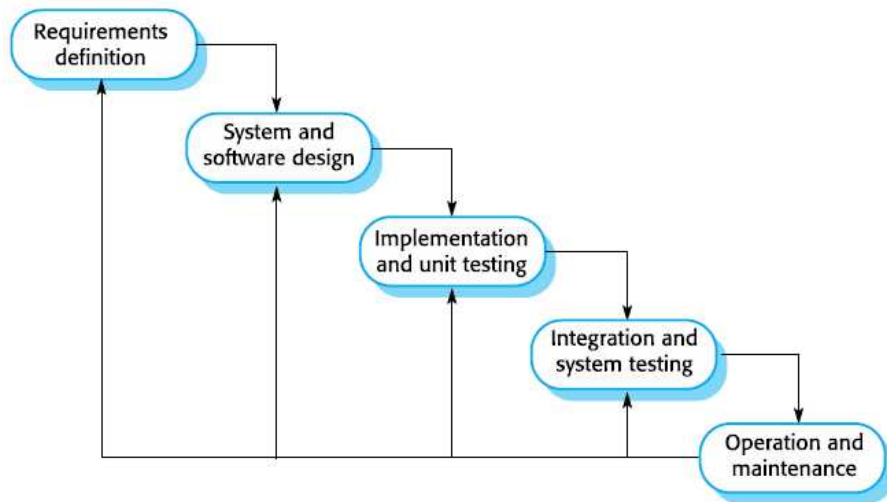 Requirements
definition
System and
software design
Implementation
and unit testing
Integration and
system testing
Operation and
maintenance